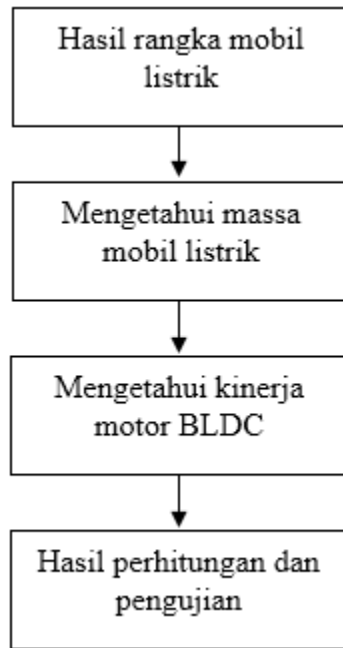 Hasil rangka mobil
listrik
Mengetahui massa
mobil listrik
Mengetahui kinerja
motor BLDC
Hasil perhitungan dan
pengujian